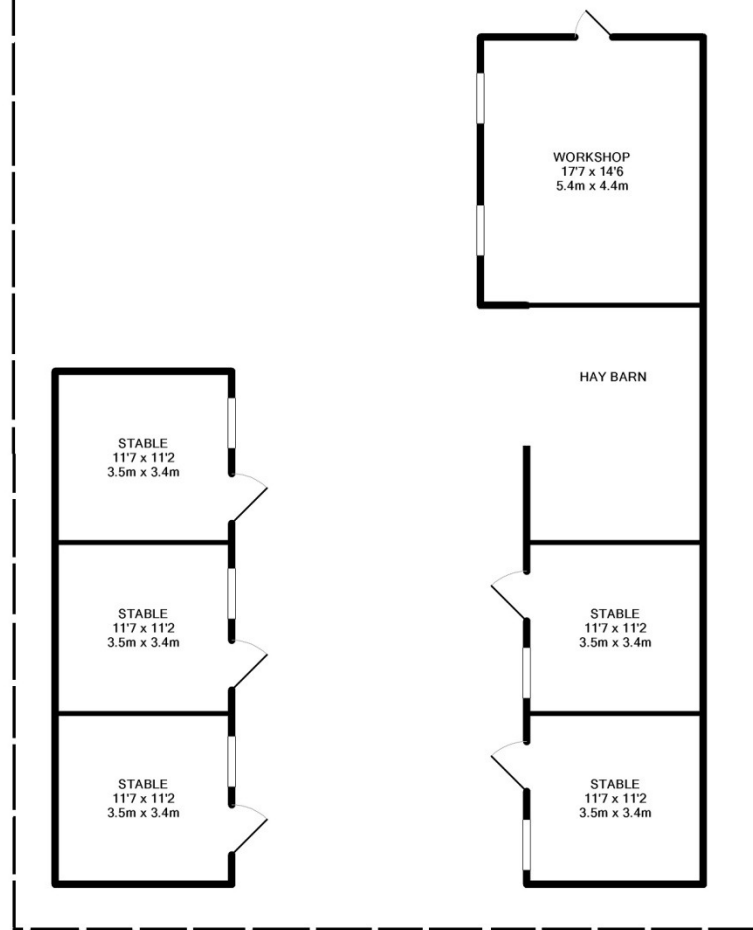 WORKSHOP
17'7 x 14'6
5.4m x 4.4m
HAY BARN
STABLE
11'7 x 11'2
3.5m x 3.4m
STABLE
11'7 x 11'2
3.5m x 3.4m
STABLE
11'7 x 11'2
3.5m x 3.4m
STABLE
11'7 x 11'2
3.5m x 3.4m
STABLE
11'7 x 11'2
3.5m x 3.4m